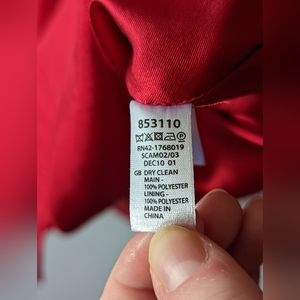 853110
RN42-1768019
SCAM02/03
DEC10 01
GB DRY CLEAN
MAIN -
100% POLYESTER
LINING -
100% POLYESTER
MADE IN
CHINA